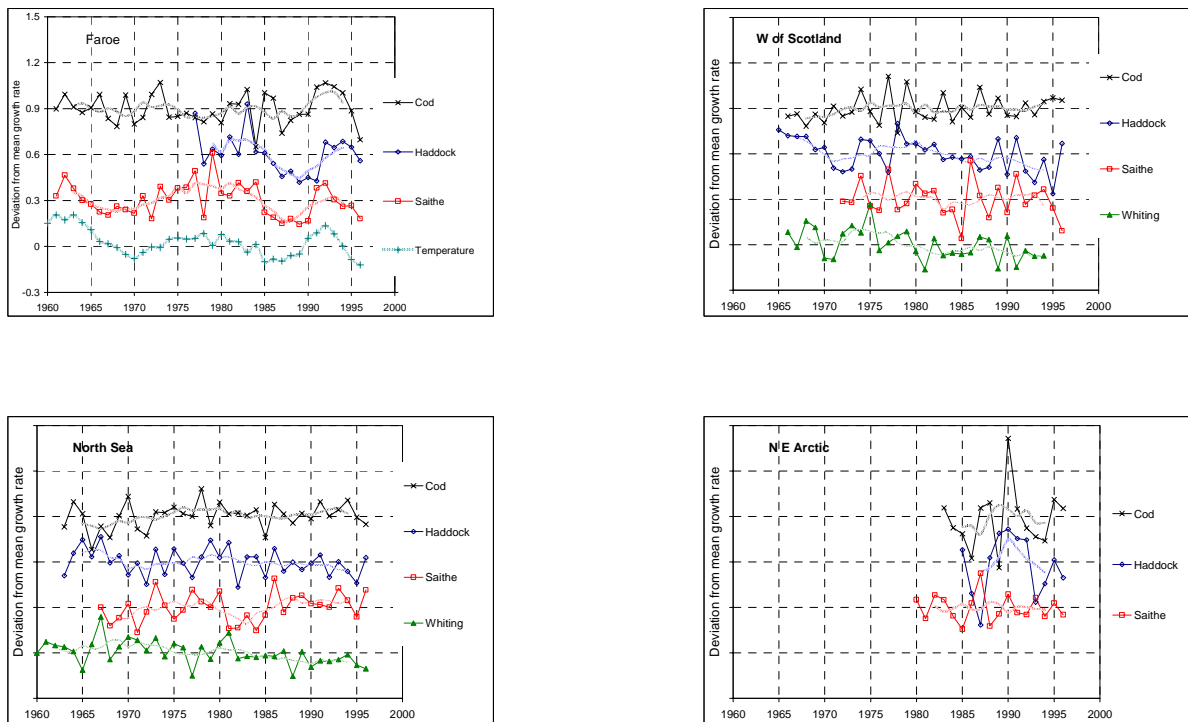 Faroe
Deviation from mean growth rate
1.5
1.2
0.9
0.6
0.3
0
-0.3
1960 1965 1970 1975 1980 1985 1990 1995 2000
Cod
Haddock
Saithe
Temperature
W of Scotland
Deviation from mean growth rate
1960 1965 1970 1975 1980 1985 1990 1995 2000
Cod
Haddock
Saithe
Whiting
North Sea
Deviation from mean growth rate
1960 1965 1970 1975 1980 1985 1990 1995 2000
Cod
Haddock
Saithe
Whiting
N E Arctic
Deviation from mean growth rate
1960 1965 1970 1975 1980 1985 1990 1995 2000
Cod
Haddock
Saithe